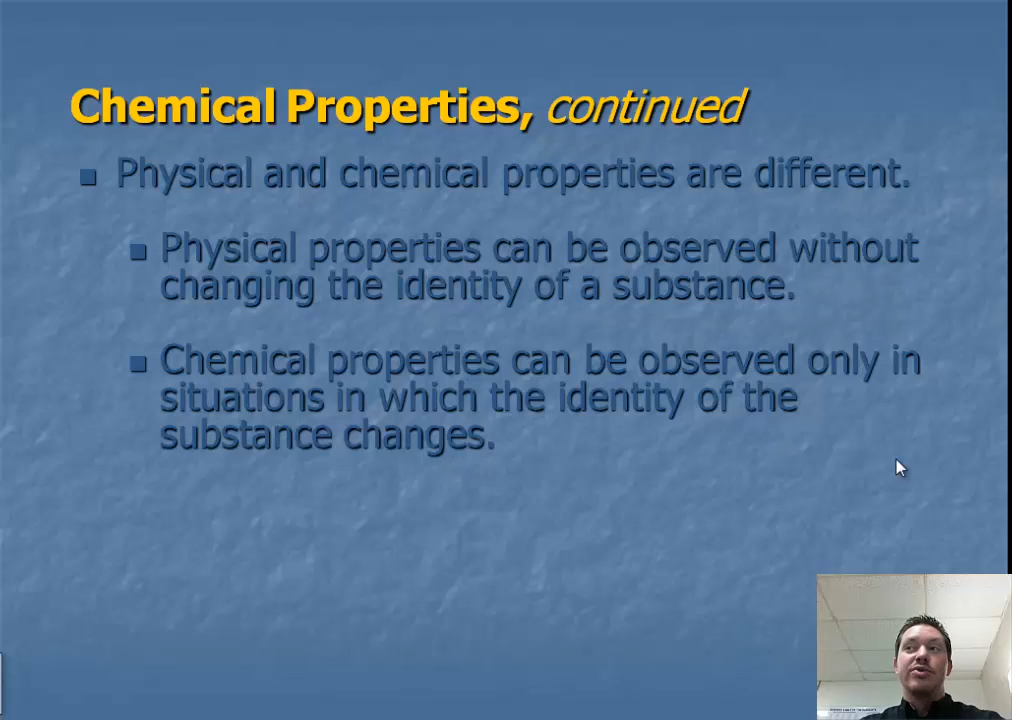 Chemical Properties, continued
Physical and chemical properties are different.
Physical properties can be observed without
changing the identity of a substance.
Chemical properties can be observed only in
situations in which the identity of the
substance changes.